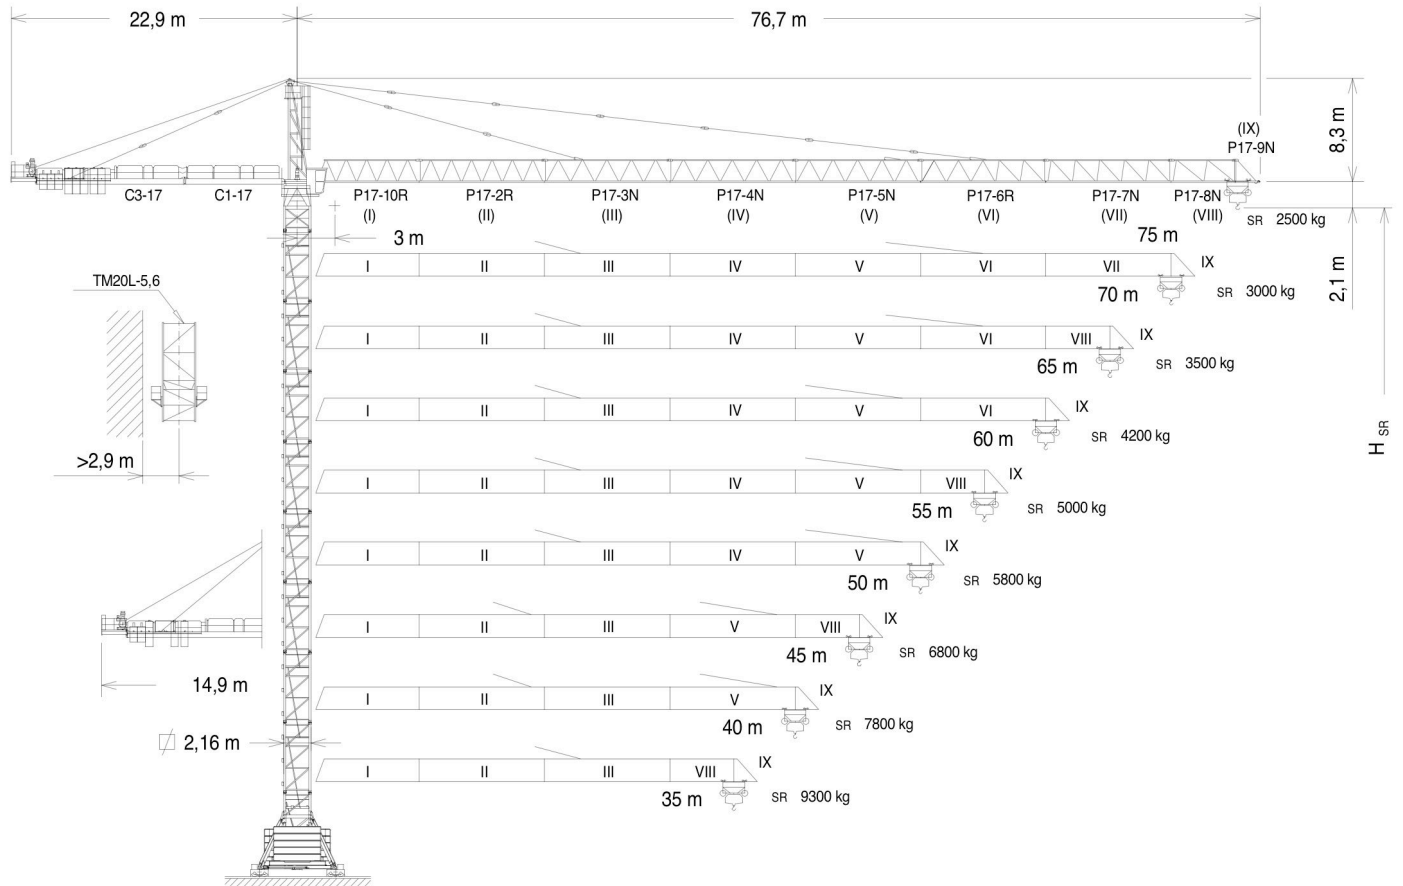 22,9 m 76,7 m
8,3 m
(IX)
P17-9N
C3-17 C1-17 P17-10R P17-2R P17-3N P17-4N P17-5N P17-6R P17-7N P17-8N
(I) (II) (III) (IV) (V) (VI) (VII) (VIII)
SR 2500 kg
3 m 75 m
I II III IV V VI VII IX
2,1 m
70 m SR 3000 kg
TM20L-5,6
I II III IV V VI VIII IX
65 m SR 3500 kg
I II III IV V VI IX
60 m SR 4200 kg
H SR
>2,9 m
I II III IV V VIII IX
55 m SR 5000 kg
I II III IV V IX
50 m SR 5800 kg
I II III V VIII IX
45 m SR 6800 kg
14,9 m
I II III V IX
40 m SR 7800 kg
2,16 m
I II III VIII IX
35 m SR 9300 kg